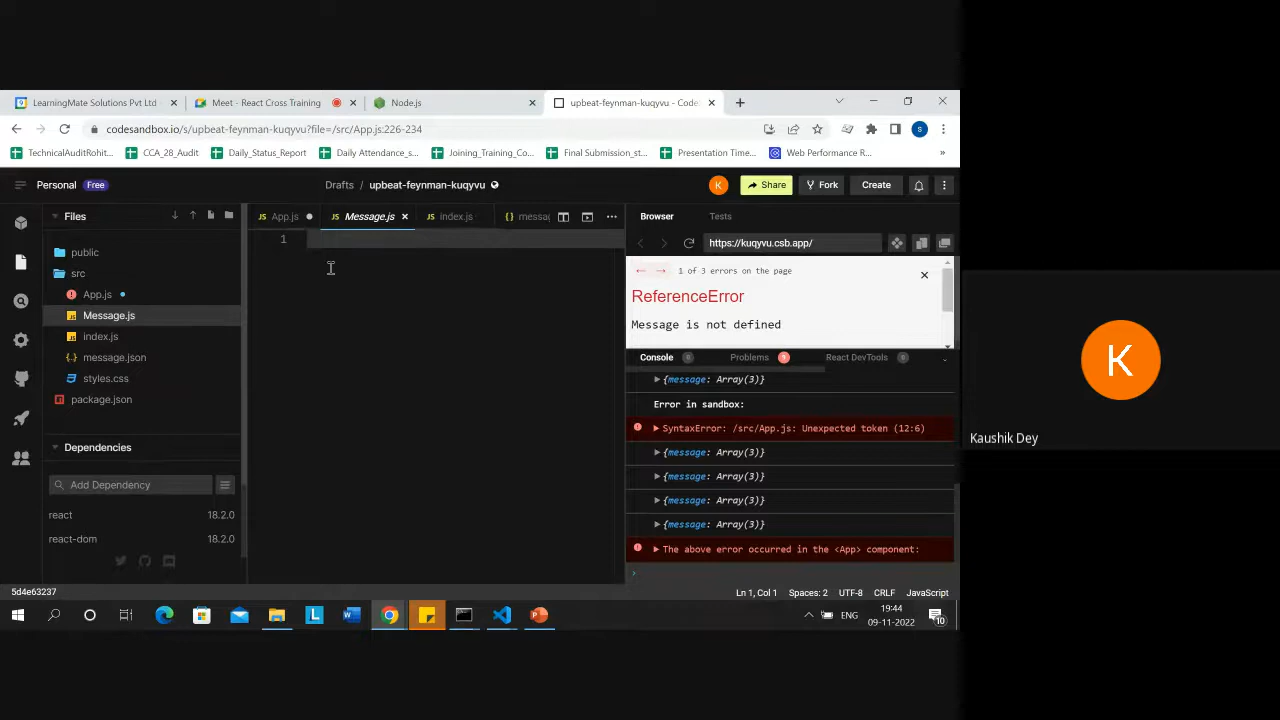 LearningMate Solutions Pvt Ltd
Meet - React Cross Training
Node.js
upbeat-feynman-kuqyvu - Code
codesandbox.io/s/upbeat-feynman-kuqyvu?file=/src/App.js:226-234
S
TechnicalAuditRohit...
CCA_28_Audit
Daily_Status_Report
Daily Attendance_s...
Joining_Training_Co...
Final Submission_st...
Presentation Time...
Web Performance R...
»
Personal Free
Drafts / upbeat-feynman-kuqyvu
K
Share
Fork
Create
Files
App.js
Message.js
index.js
messag
Browser
Tests
1
https://kuqyvu.csb.app/
public
src
App.js
Message.js
index.js
message.json
styles.css
package.json
1 of 3 errors on the page
ReferenceError
Message is not defined
Console 0
Problems
React DevTools 0
{message: Array(3)}
Error in sandbox:
SyntaxError: /src/App.js: Unexpected token (12:6)
{message: Array(3)}
{message: Array(3)}
{message: Array(3)}
{message: Array(3)}
The above error occurred in the <App> component:
Dependencies
Add Dependency
react 18.2.0
react-dom 18.2.0
5d4e63237
Ln 1, Col 1
Spaces: 2
UTF-8
CRLF
JavaScript
ENG
19:44
09-11-2022
10
K
Kaushik Dey